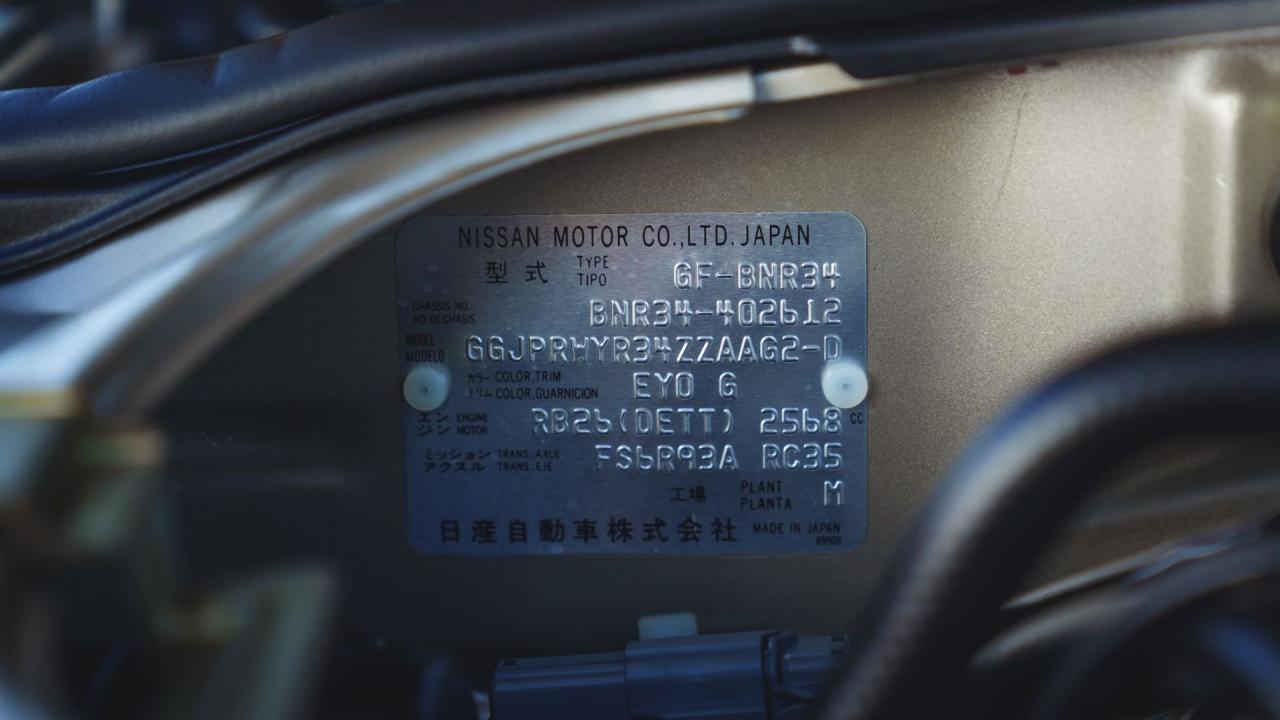 NISSAN MOTOR CO.,LTD. JAPAN
型式 TYPE TIPO GF-BNR34
CHASSIS NO. NO.DE CHASIS BNR34-402612
MODEL MODELO GGJPRWYR34ZZAAG2-D
カラー COLOR,TRIM トリム COLOR,GUARNICION EY0 G
エンジン ENGINE MOTOR RB26(DETT) 2568 CC
ミッション TRANS.,AXLE アクスル TRANS.,EJE FS6R93A RC35
工場 PLANT PLANTA M
日産自動車株式会社 MADE IN JAPAN
89909